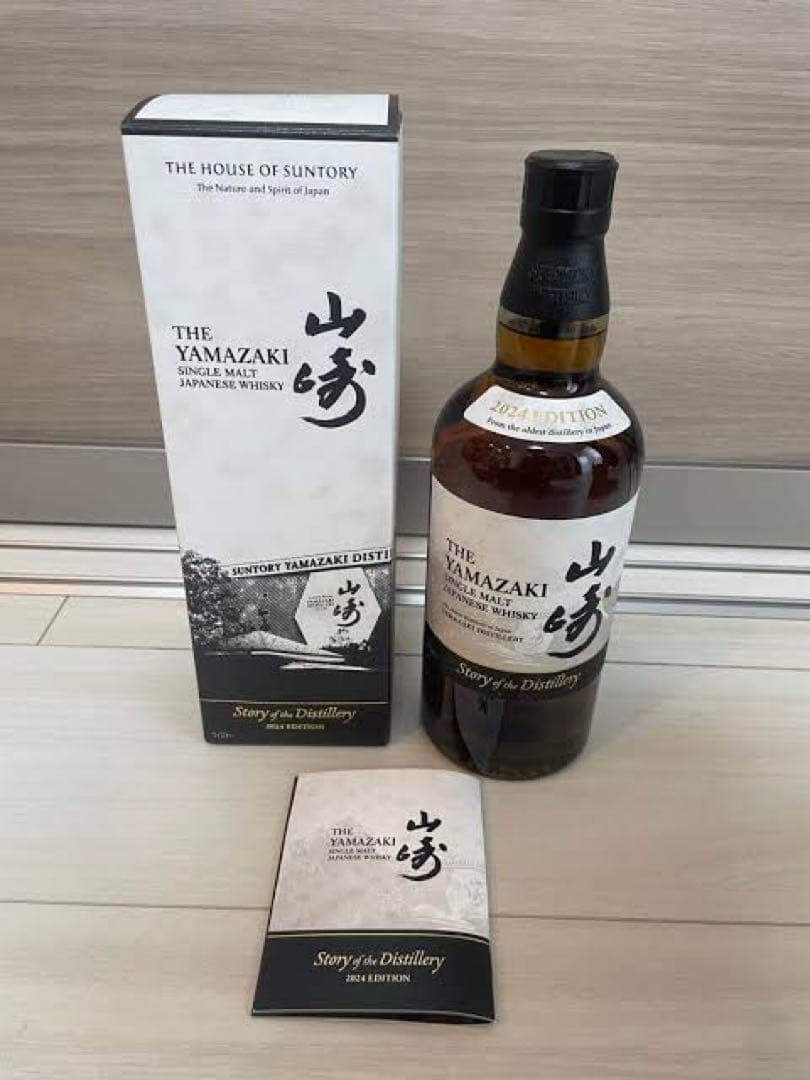 THE HOUSE OF SUNTORY
The Nature and Spirit of Japan
THE
YAMAZAKI
SINGLE MALT
JAPANESE WHISKY
山崎
SUNTORY YAMAZAKI DISTI
山崎
Story of the Distillery
2024 EDITION
2024 EDITION
From the oldest distillery in Japan
THE
YAMAZAKI
SINGLE MALT
JAPANESE WHISKY
YAMAZAKI DISTILLERY
山崎
Story of the Distillery
THE
YAMAZAKI
SINGLE MALT
JAPANESE WHISKY
山崎
Story of the Distillery
2024 EDITION